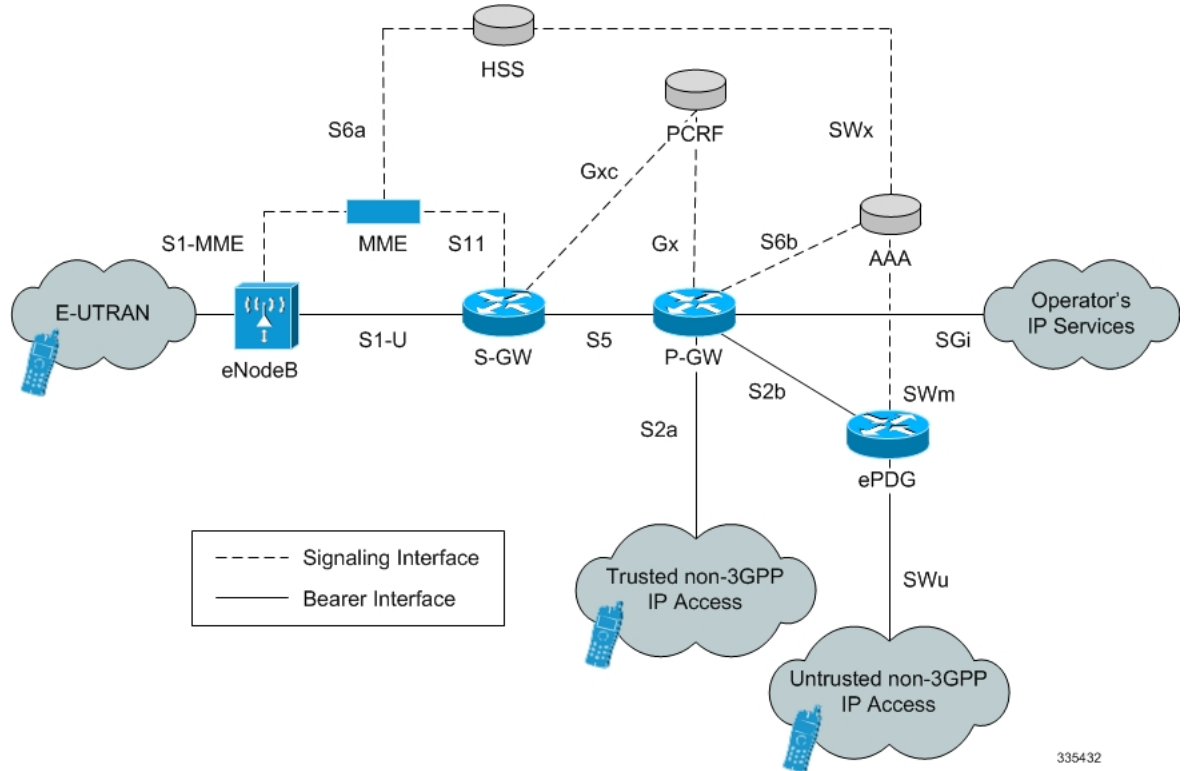 HSS
S6a
PCRF
SWx
Gxc
S1-MME
MME
S11
Gx
S6b
AAA
E-UTRAN
Operator's
IP Services
eNodeB
S1-U
S-GW
S5
P-GW
SGi
S2b
SWm
S2a
ePDG
Signaling Interface
Bearer Interface
Trusted non-3GPP
IP Access
SWu
Untrusted non-3GPP
IP Access
335432